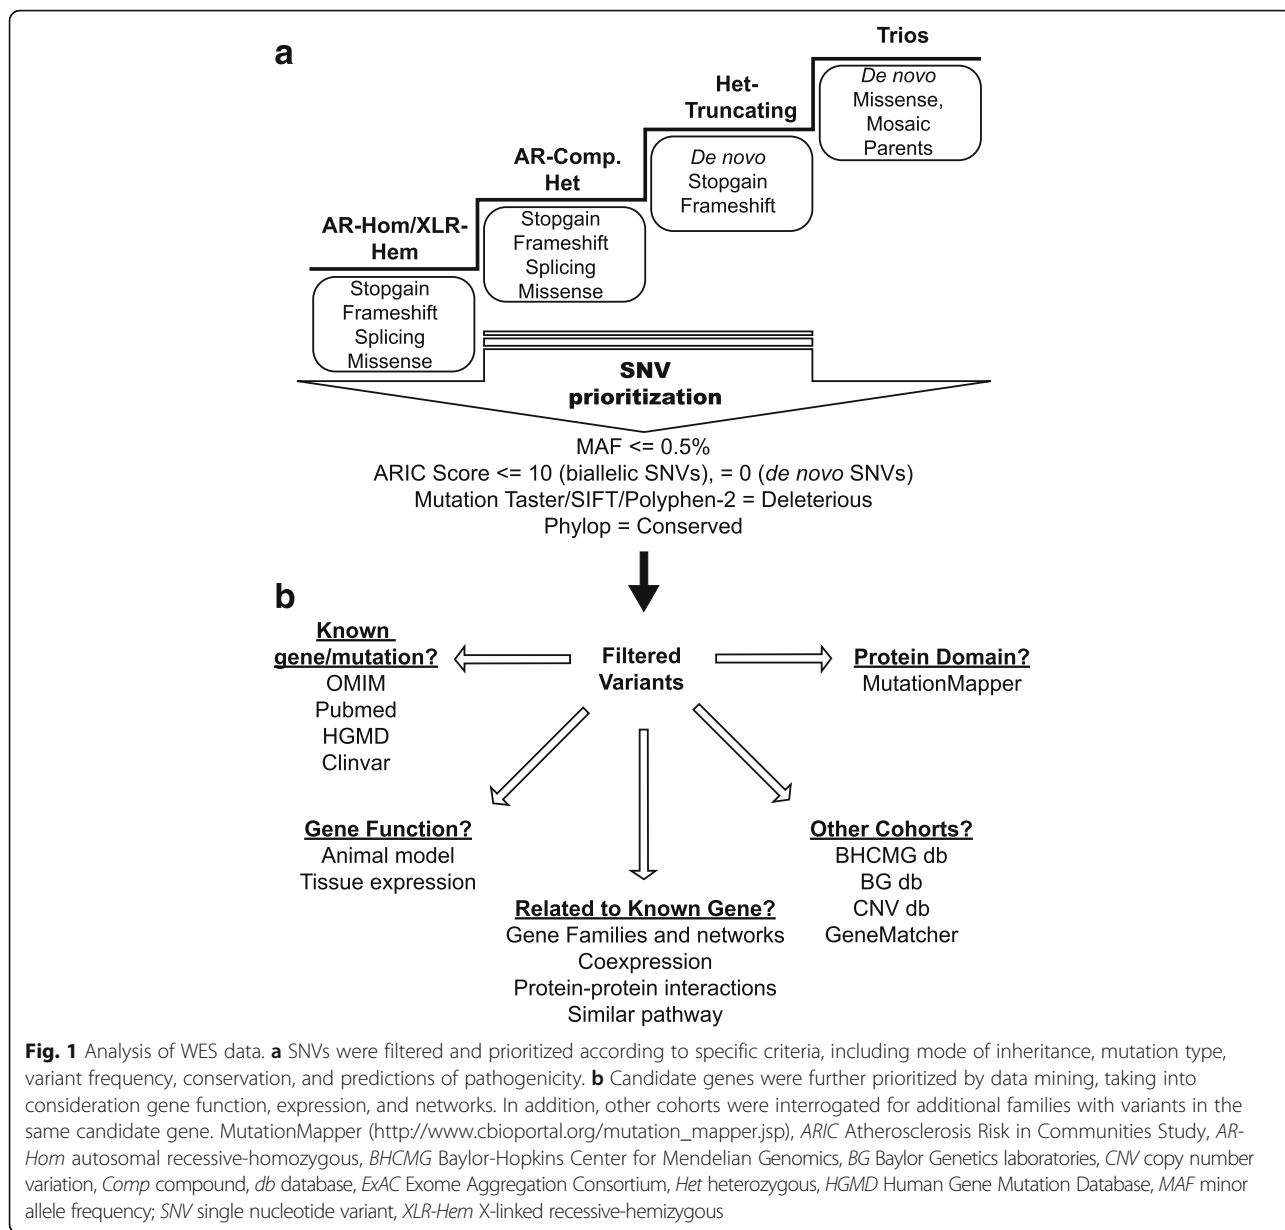 a
Trios
De novo
Missense,
Mosaic
Parents
Het-
Truncating
De novo
Stopgain
Frameshift
AR-Comp.
Het
Stopgain
Frameshift
Splicing
Missense
AR-Hom/XLR-
Hem
Stopgain
Frameshift
Splicing
Missense
SNV
prioritization
MAF <= 0.5%
ARIC Score <= 10 (biallelic SNVs), = 0 (de novo SNVs)
Mutation Taster/SIFT/Polyphen-2 = Deleterious
Phylop = Conserved
b
Known
gene/mutation?
OMIM
Pubmed
HGMD
Clinvar
Filtered
Variants
Protein Domain?
MutationMapper
Gene Function?
Animal model
Tissue expression
Related to Known Gene?
Gene Families and networks
Coexpression
Protein-protein interactions
Similar pathway
Other Cohorts?
BHCMG db
BG db
CNV db
GeneMatcher
Fig. 1 Analysis of WES data. a SNVs were filtered and prioritized according to specific criteria, including mode of inheritance, mutation type,
variant frequency, conservation, and predictions of pathogenicity. b Candidate genes were further prioritized by data mining, taking into
consideration gene function, expression, and networks. In addition, other cohorts were interrogated for additional families with variants in the
same candidate gene. MutationMapper (http://www.cbioportal.org/mutation_mapper.jsp), ARIC Atherosclerosis Risk in Communities Study, AR-
Hom autosomal recessive-homozygous, BHCMG Baylor-Hopkins Center for Mendelian Genomics, BG Baylor Genetics laboratories, CNV copy number
variation, Comp compound, db database, ExAC Exome Aggregation Consortium, Het heterozygous, HGMD Human Gene Mutation Database, MAF minor
allele frequency; SNV single nucleotide variant, XLR-Hem X-linked recessive-hemizygous